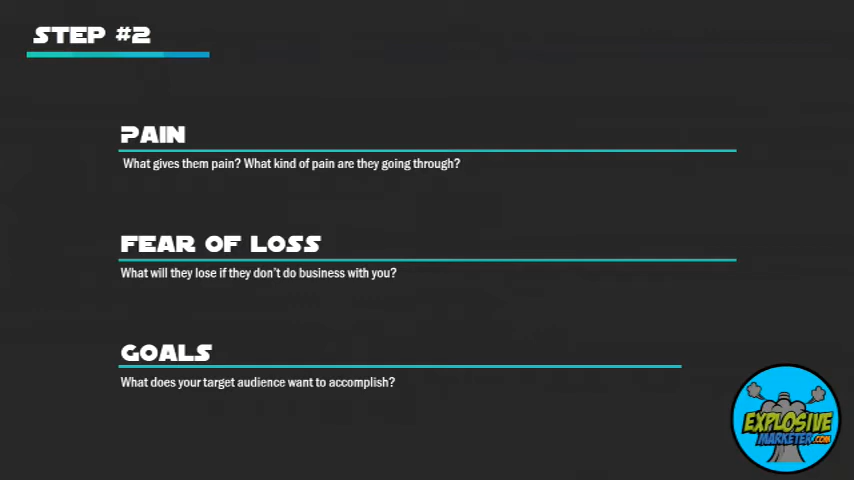 STEP #2
PAIN
What gives them pain? What kind of pain are they going through?
FEAR OF LOSS
What will they lose if they don't do business with you?
GOALS
What does your target audience want to accomplish?
EXPLOSIVE
MARKETER.COM